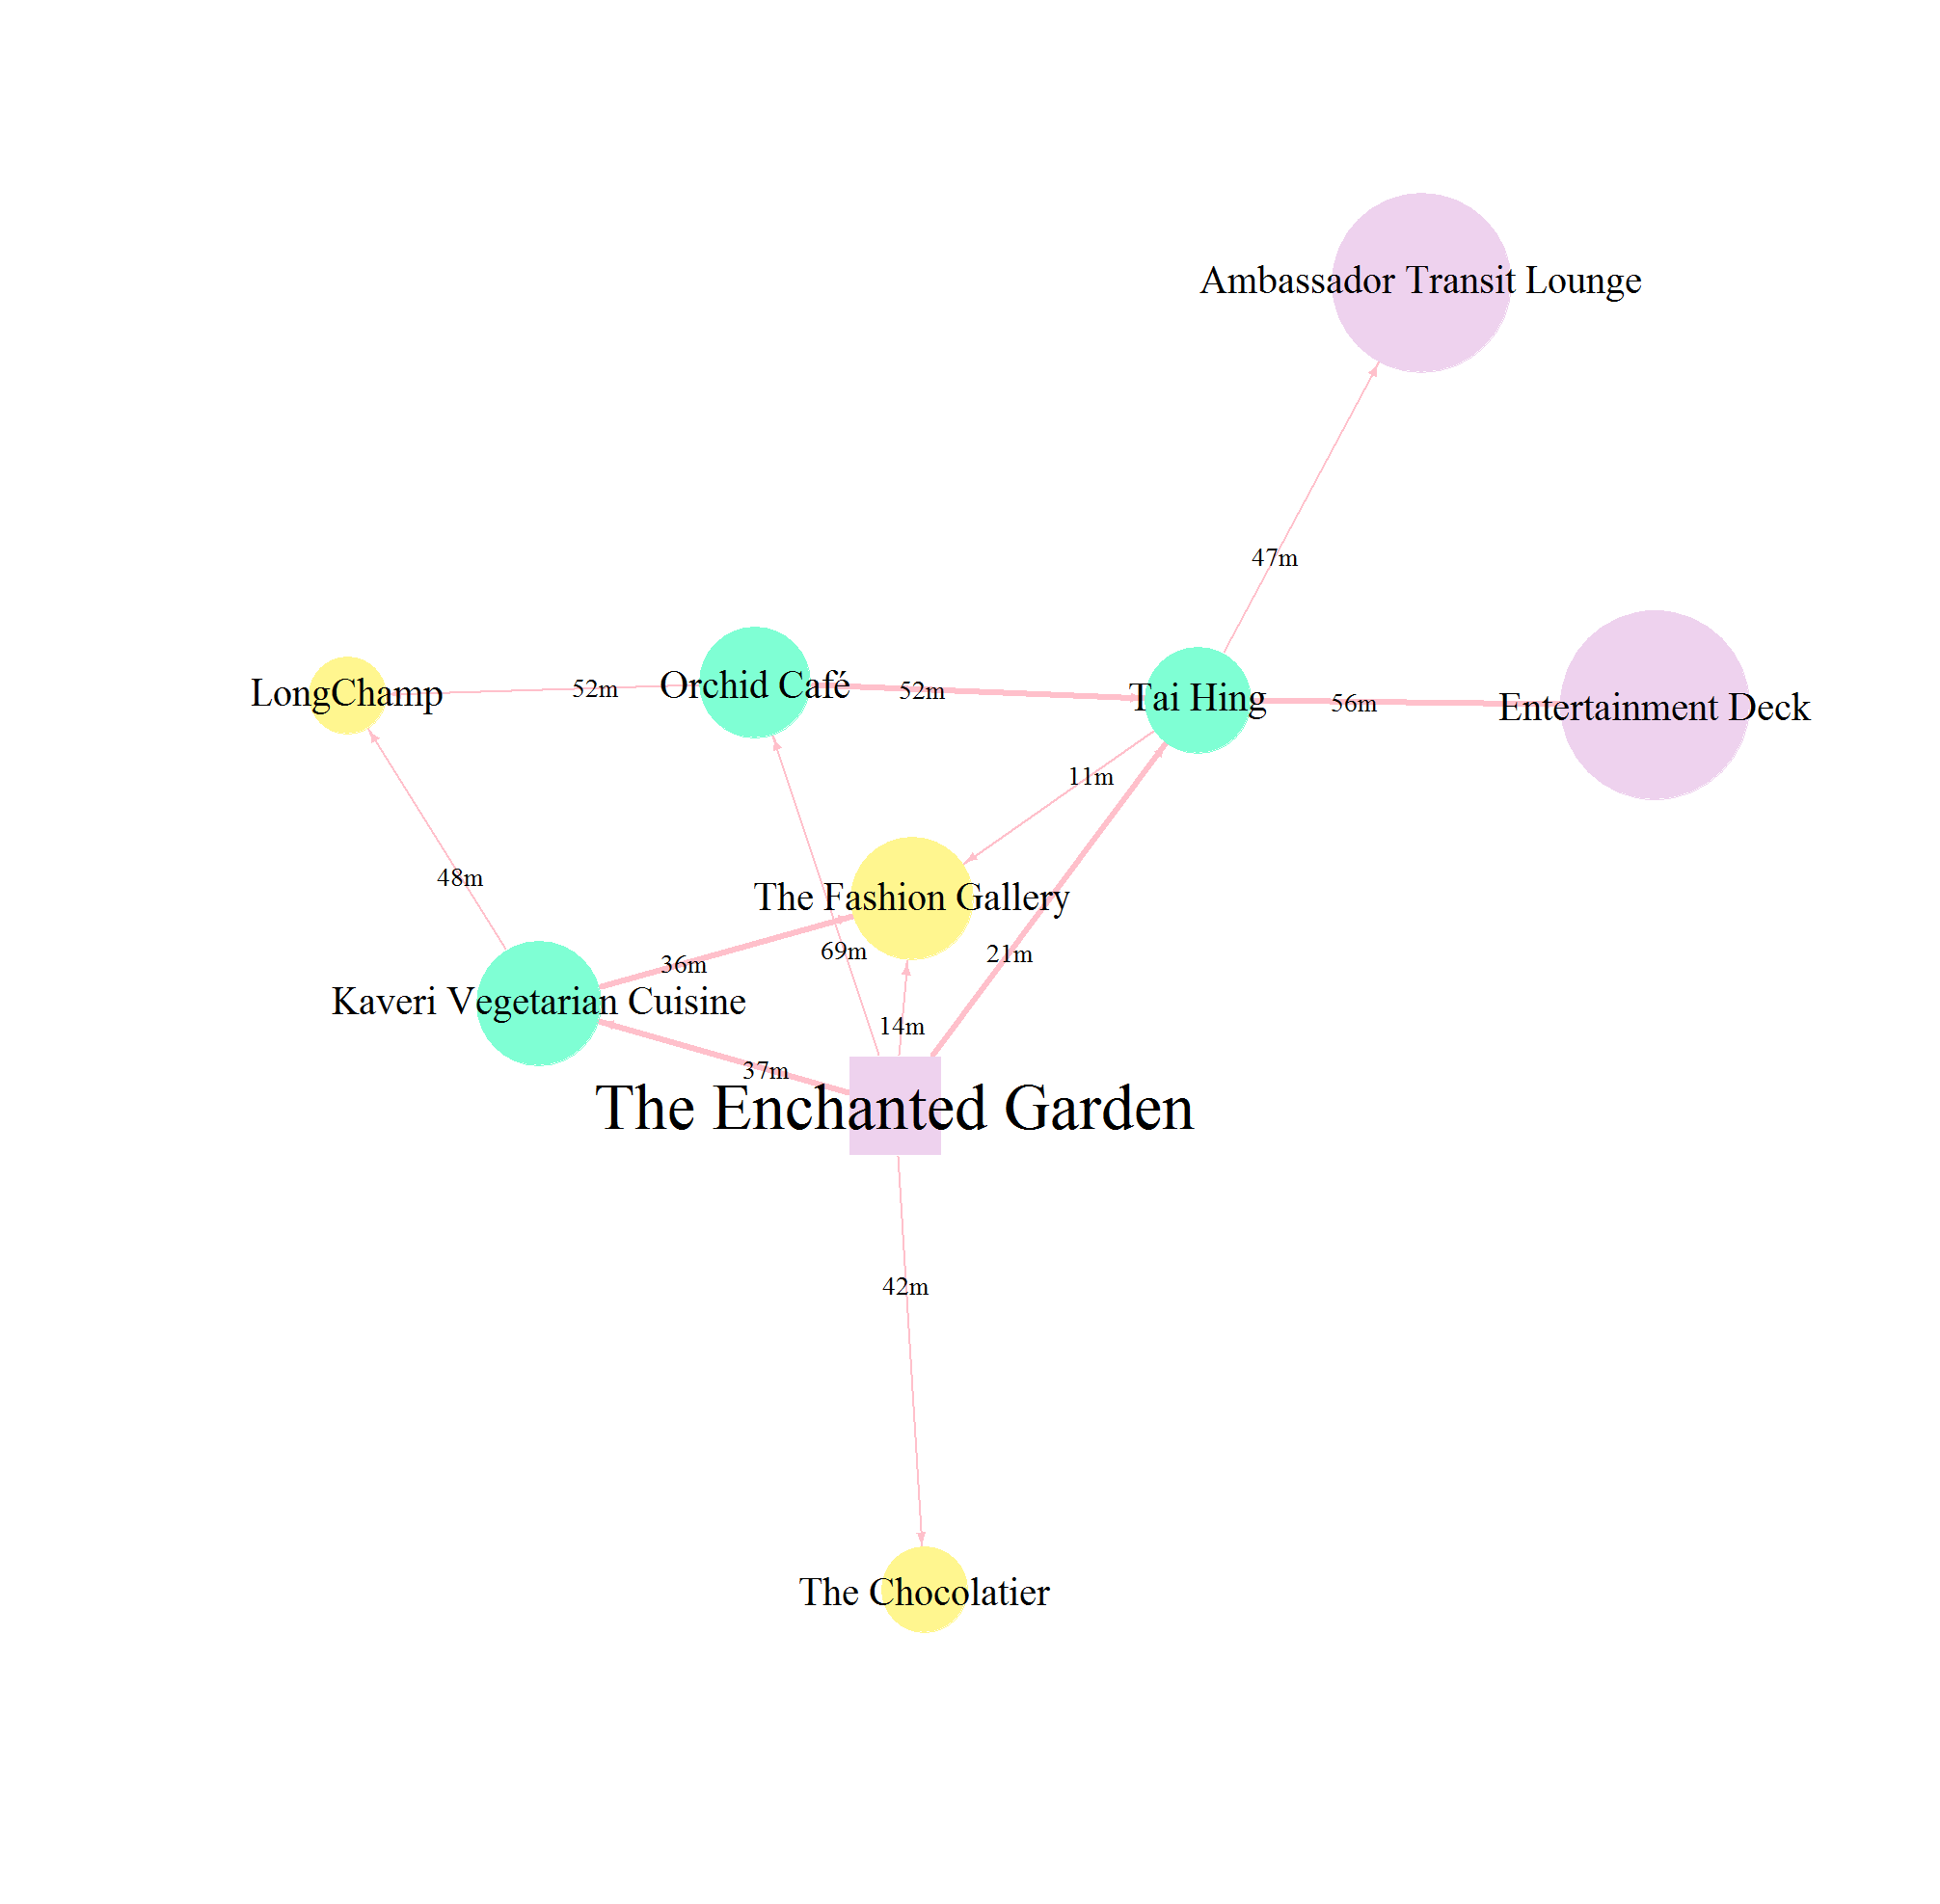 Ambassador Transit Lounge
47m
LongChamp
52m
Orchid Café
52m
Tai Hing
56m
Entertainment Deck
11m
48m
The Fashion Gallery
69m
21m
36m
Kaveri Vegetarian Cuisine
14m
37m
The Enchanted Garden
42m
The Chocolatier